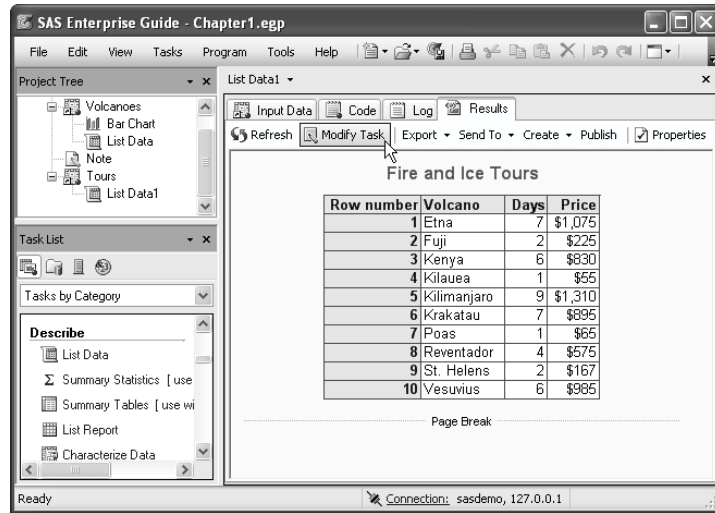 SAS Enterprise Guide - Chapter1.egp
File Edit View Tasks Program Tools Help
Project Tree
Volcanoes
Bar Chart
List Data
Note
Tours
List Data1
Task List
Tasks by Category
Describe
List Data
Σ Summary Statistics [ use
Summary Tables [ use wi
List Report
Characterize Data
List Data1
Input Data Code Log Results
Refresh Modify Task Export Send To Create Publish Properties
Fire and Ice Tours
Row number Volcano Days Price
1 Etna 7 $1,075
2 Fuji 2 $225
3 Kenya 6 $830
4 Kilauea 1 $55
5 Kilimanjaro 9 $1,310
6 Krakatau 7 $895
7 Poas 1 $65
8 Reventador 4 $575
9 St. Helens 2 $167
10 Vesuvius 6 $985
Page Break
Ready
Connection: sasdemo, 127.0.0.1